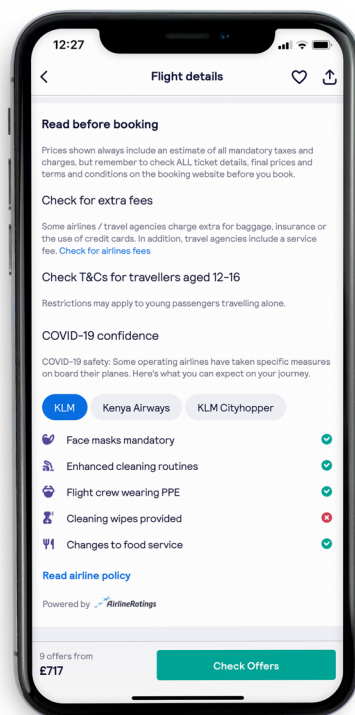 12:27
Flight details
Read before booking
Prices shown always include an estimate of all mandatory taxes and
charges, but remember to check ALL ticket details, final prices and
terms and conditions on the booking website before you book.
Check for extra fees
Some airlines / travel agencies charge extra for baggage, insurance or
the use of credit cards. In addition, travel agencies include a service
fee. Check for airlines fees
Check T&Cs for travellers aged 12-16
Restrictions may apply to young passengers travelling alone.
COVID-19 confidence
COVID-19 safety: Some operating airlines have taken specific measures
on board their planes. Here's what you can expect on your journey.
KLM Kenya Airways KLM Cityhopper
Face masks mandatory
Enhanced cleaning routines
Flight crew wearing PPE
Cleaning wipes provided
Changes to food service
Read airline policy
Powered by AirlineRatings
9 offers from
£717
Check Offers